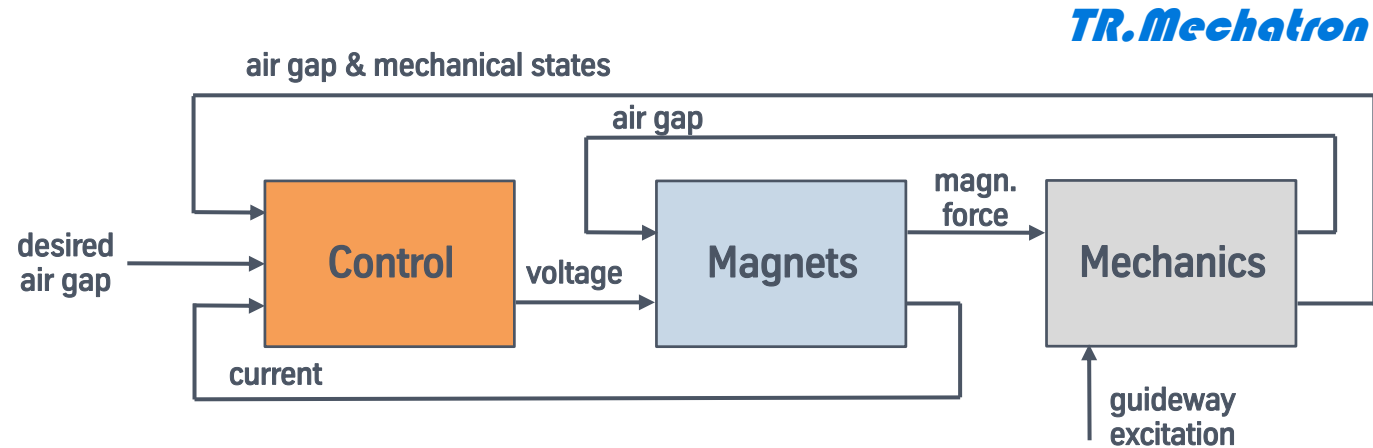 TR.Mechatron
air gap & mechanical states
air gap
magn.
force
desired
air gap
Control
voltage
Magnets
Mechanics
current
guideway
excitation